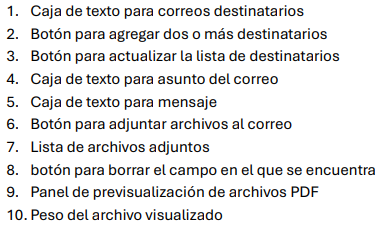 1. Caja de texto para correos destinatarios
2. Botón para agregar dos o más destinatarios
3. Botón para actualizar la lista de destinatarios
4. Caja de texto para asunto del correo
5. Caja de texto para mensaje
6. Botón para adjuntar archivos al correo
7. Lista de archivos adjuntos
8. botón para borrar el campo en el que se encuentra
9. Panel de previsualización de archivos PDF
10. Peso del archivo visualizado